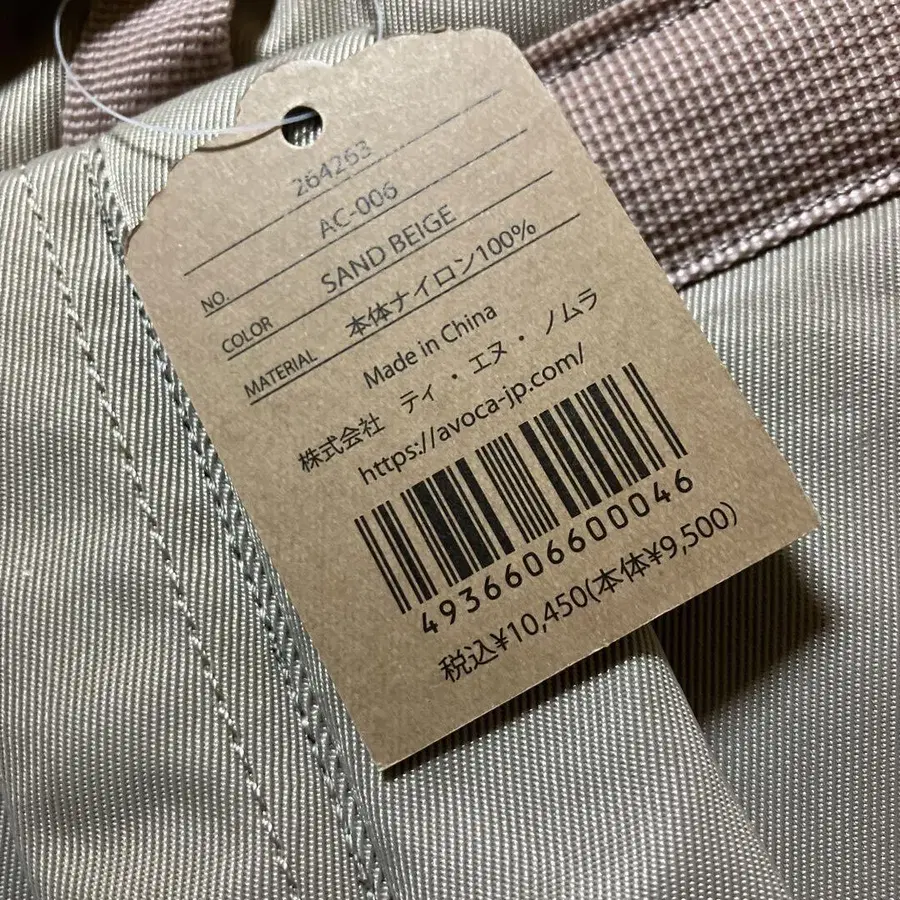 264263
NO. AC-006
COLOR SAND BEIGE
MATERIAL 本体ナイロン100%
Made in China
株式会社 ティ・エヌ・ノムラ
https://avoca-jp.com/
4936606600046
税込¥10,450(本体¥9,500)